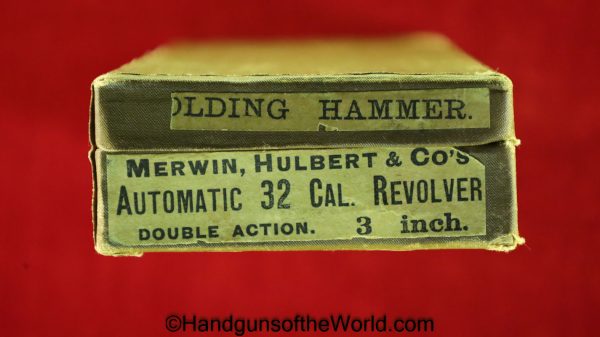 OLDING HAMMER.
MERWIN, HULBERT & CO'S
AUTOMATIC 32 CAL. REVOLVER
DOUBLE ACTION. 3 inch.
©HandgunsoftheWorld.com